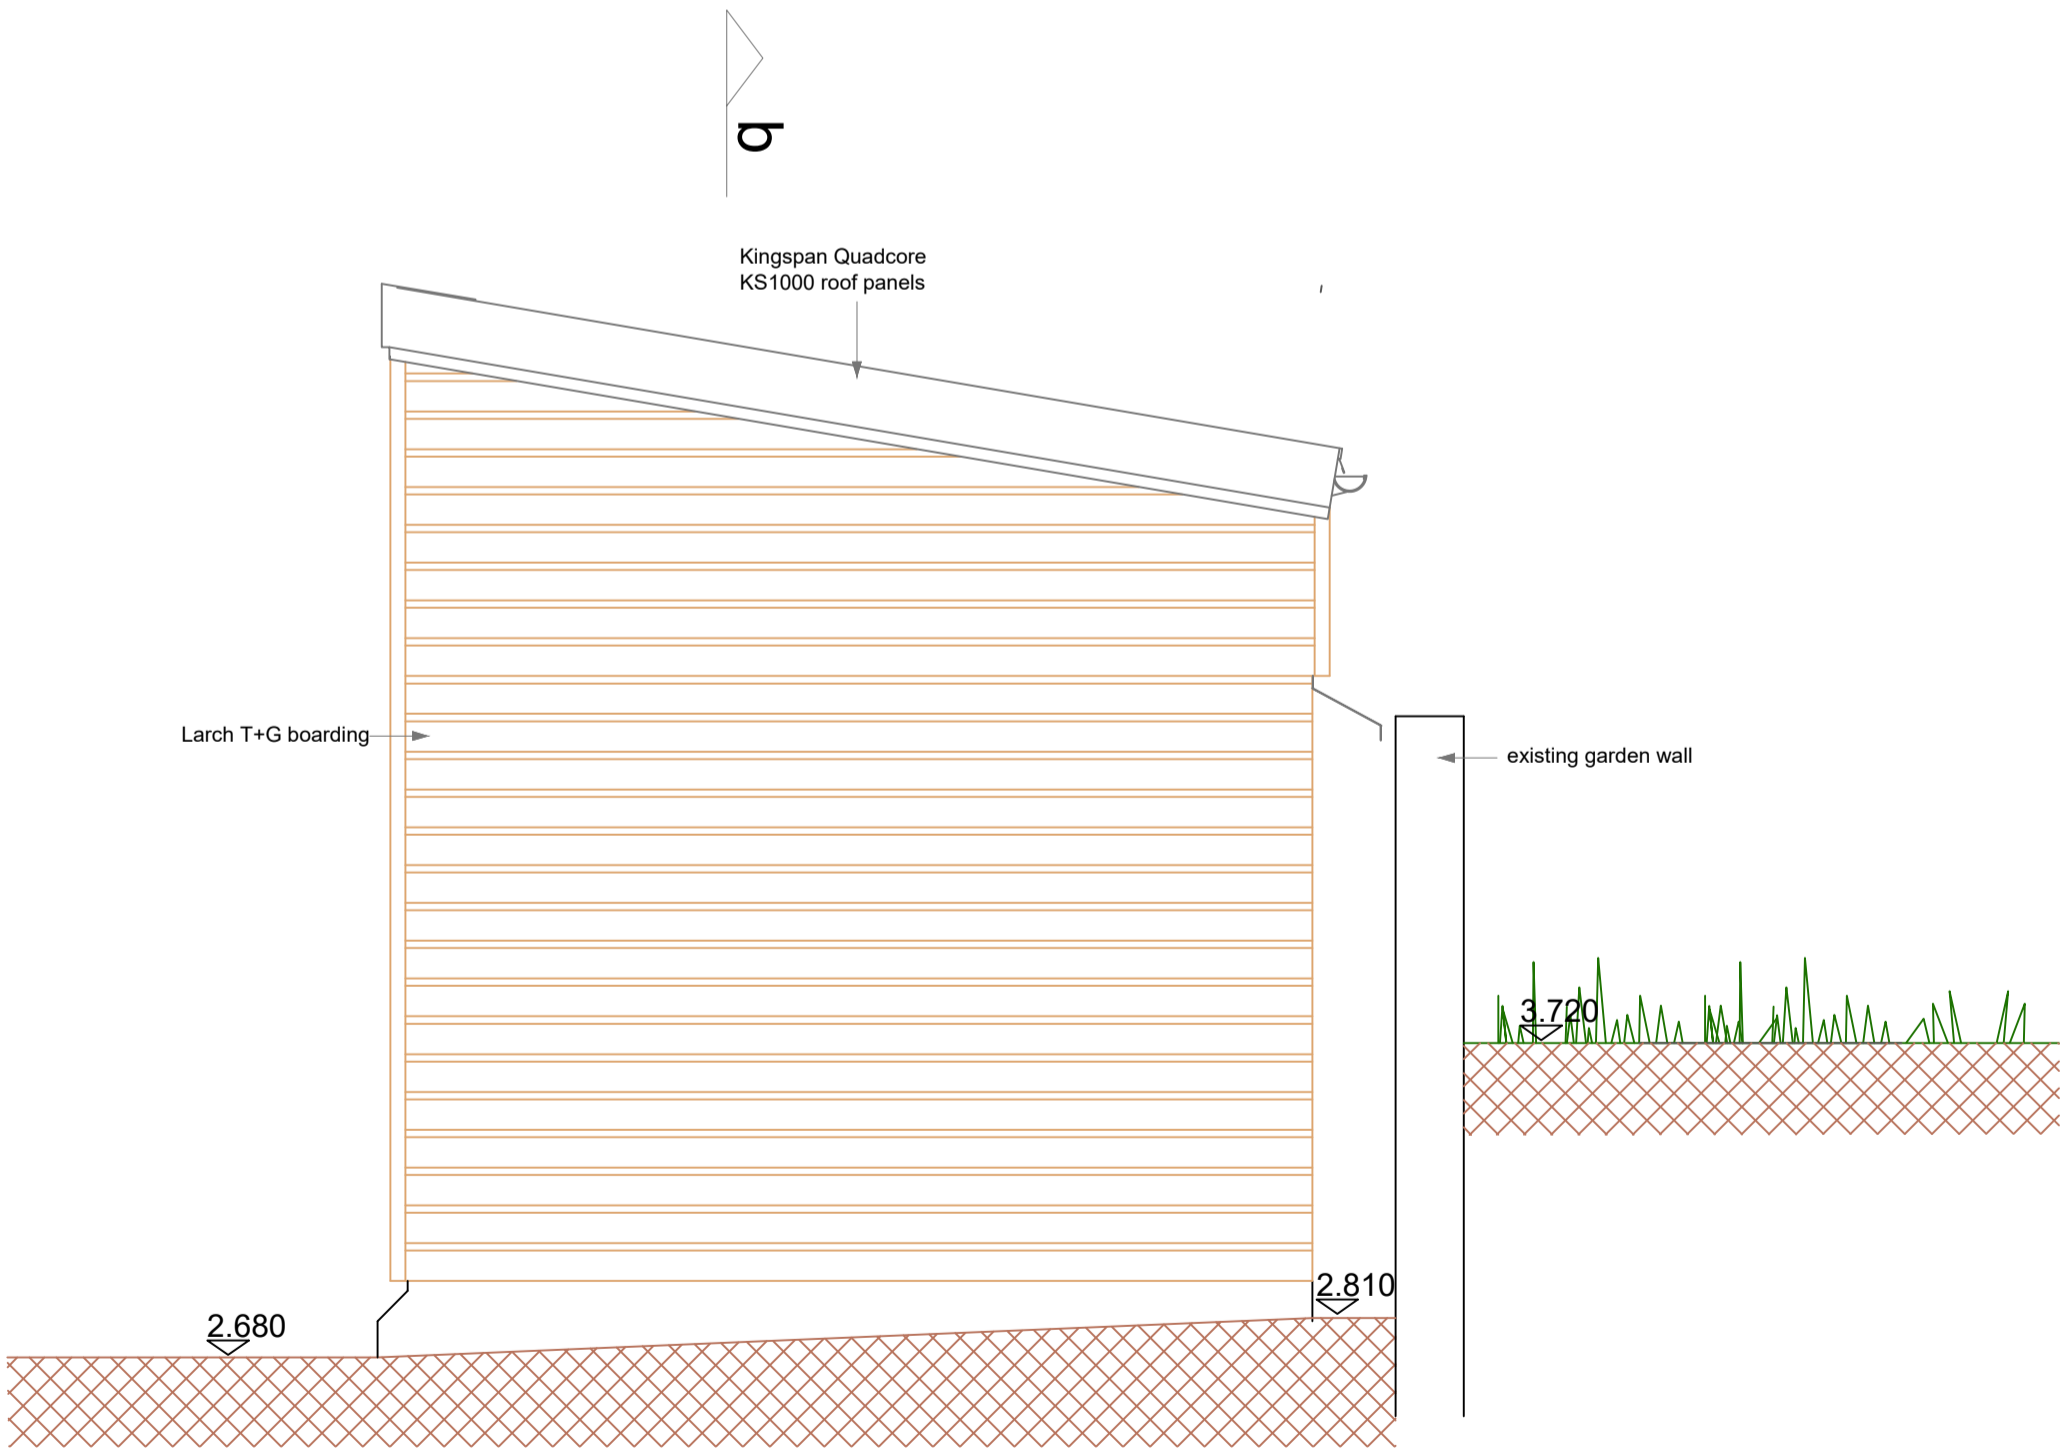 b
Kingspan Quadcore
KS1000 roof panels
Larch T+G boarding
existing garden wall
3.720
2.810
2.680